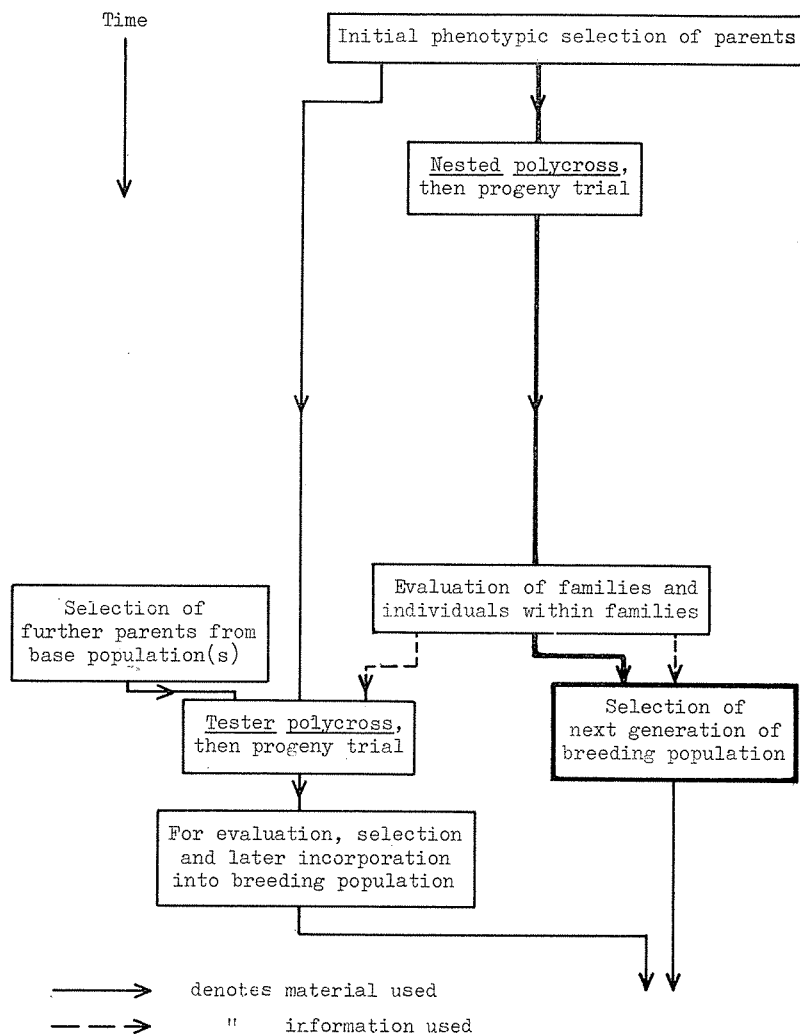 Time
Initial phenotypic selection of parents
Nested polycross,
then progeny trial
Evaluation of families and
individuals within families
Selection of
further parents from
base population(s)
Tester polycross,
then progeny trial
Selection of
next generation of
breeding population
For evaluation, selection
and later incorporation
into breeding population
denotes material used
" information used